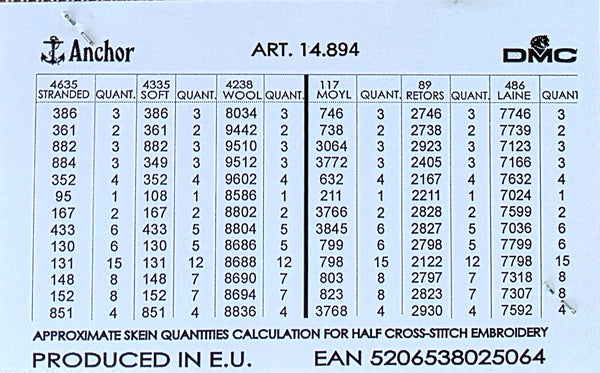 Anchor ART. 14.894 DMC
4635 4335 4238 117 89 486
STRANDED QUANT. SOFT QUANT. WOOL QUANT. MOYL QUANT. RETORS QUANT. LAINE QUANT
386 3 386 3 8034 3 746 3 2746 3 7746 3
361 2 361 2 9442 2 738 2 2738 2 7739 2
882 3 882 3 9510 3 3064 3 2923 3 7123 3
884 3 349 3 9512 3 3772 3 2405 3 7166 3
352 4 352 4 9602 4 632 4 2167 4 7632 4
95 1 108 1 8586 1 211 1 2211 1 7024 1
167 2 167 2 8802 2 3766 2 2828 2 7599 2
433 6 433 5 8804 5 3845 6 2827 5 7036 6
130 6 130 5 8686 5 799 6 2798 5 7799 6
131 15 131 12 8688 12 798 15 2122 12 7798 15
148 8 148 7 8690 7 803 8 2797 7 7318 8
152 8 152 7 8694 7 823 8 2823 7 7307 8
851 4 851 4 8836 4 3768 4 2930 4 7592 4
APPROXIMATE SKEIN QUANTITIES CALCULATION FOR HALF CROSS-STITCH EMBROIDERY
PRODUCED IN E.U. EAN 5206538025064